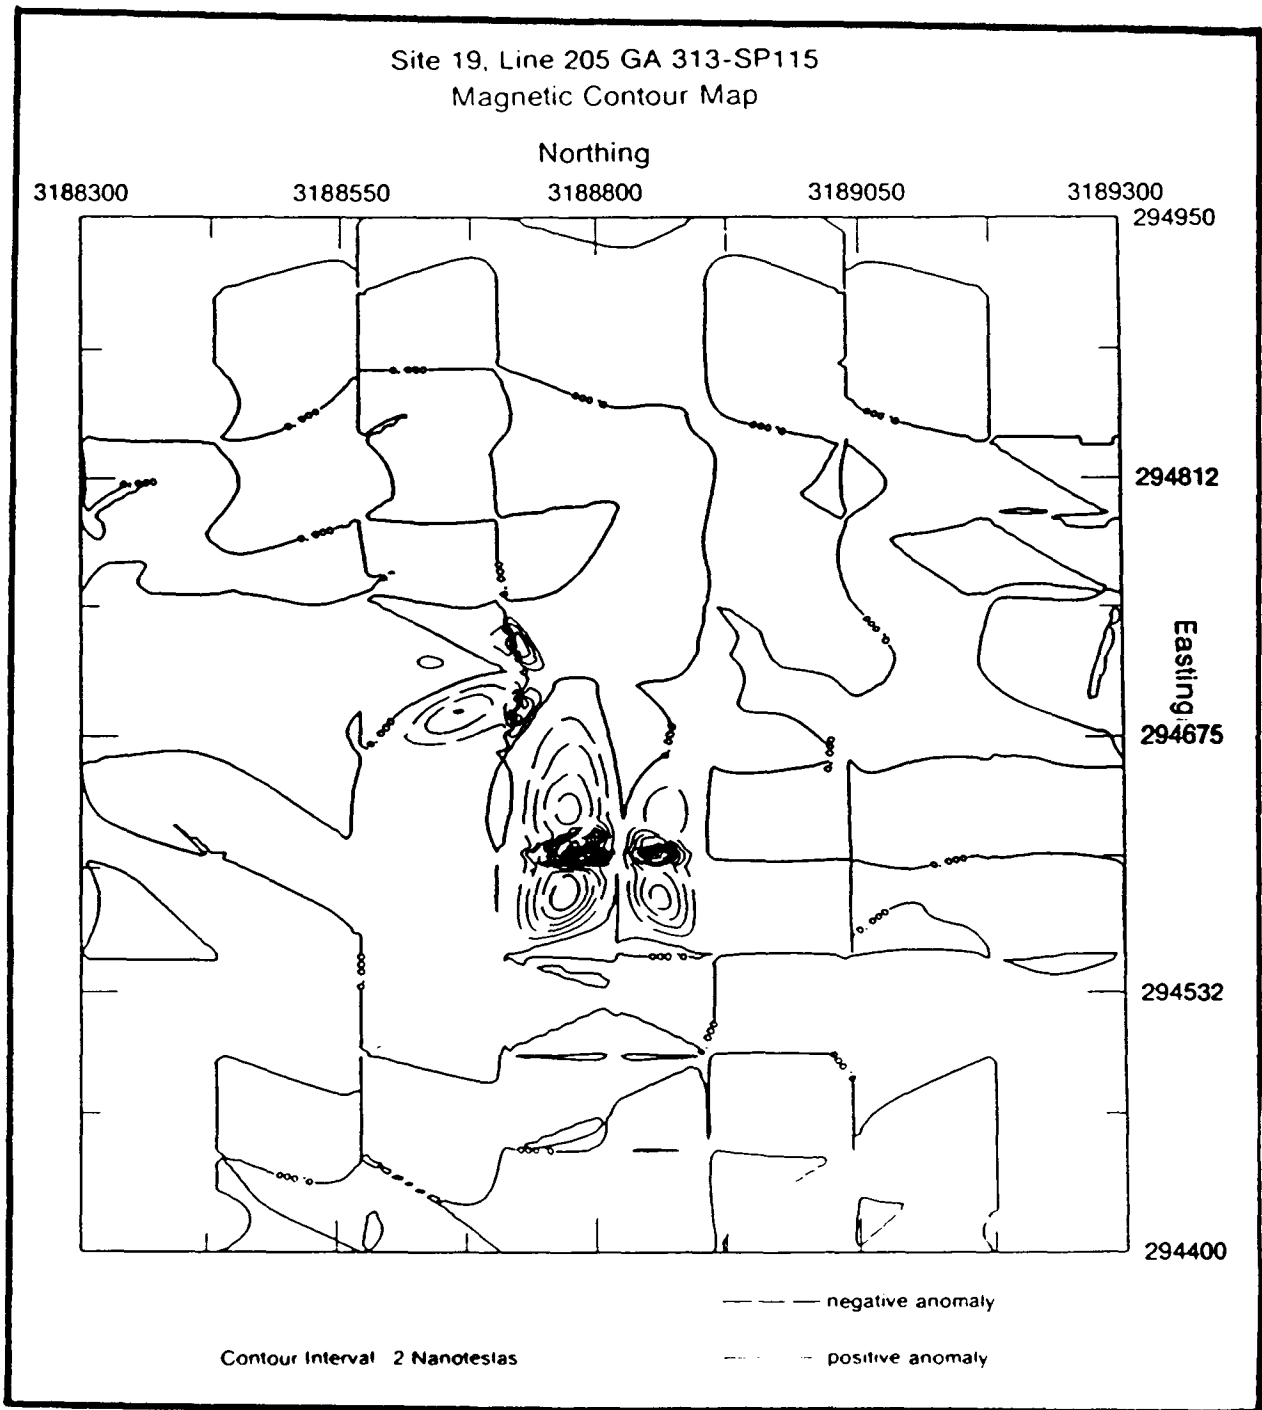 Site 19, Line 205 GA 313-SP115
Magnetic Contour Map
Northing
3188300 3188550 3188800 3189050 3189300
294950
294812
Easting
294675
294532
294400
negative anomaly
Contour Interval 2 Nanoteslas
positive anomaly